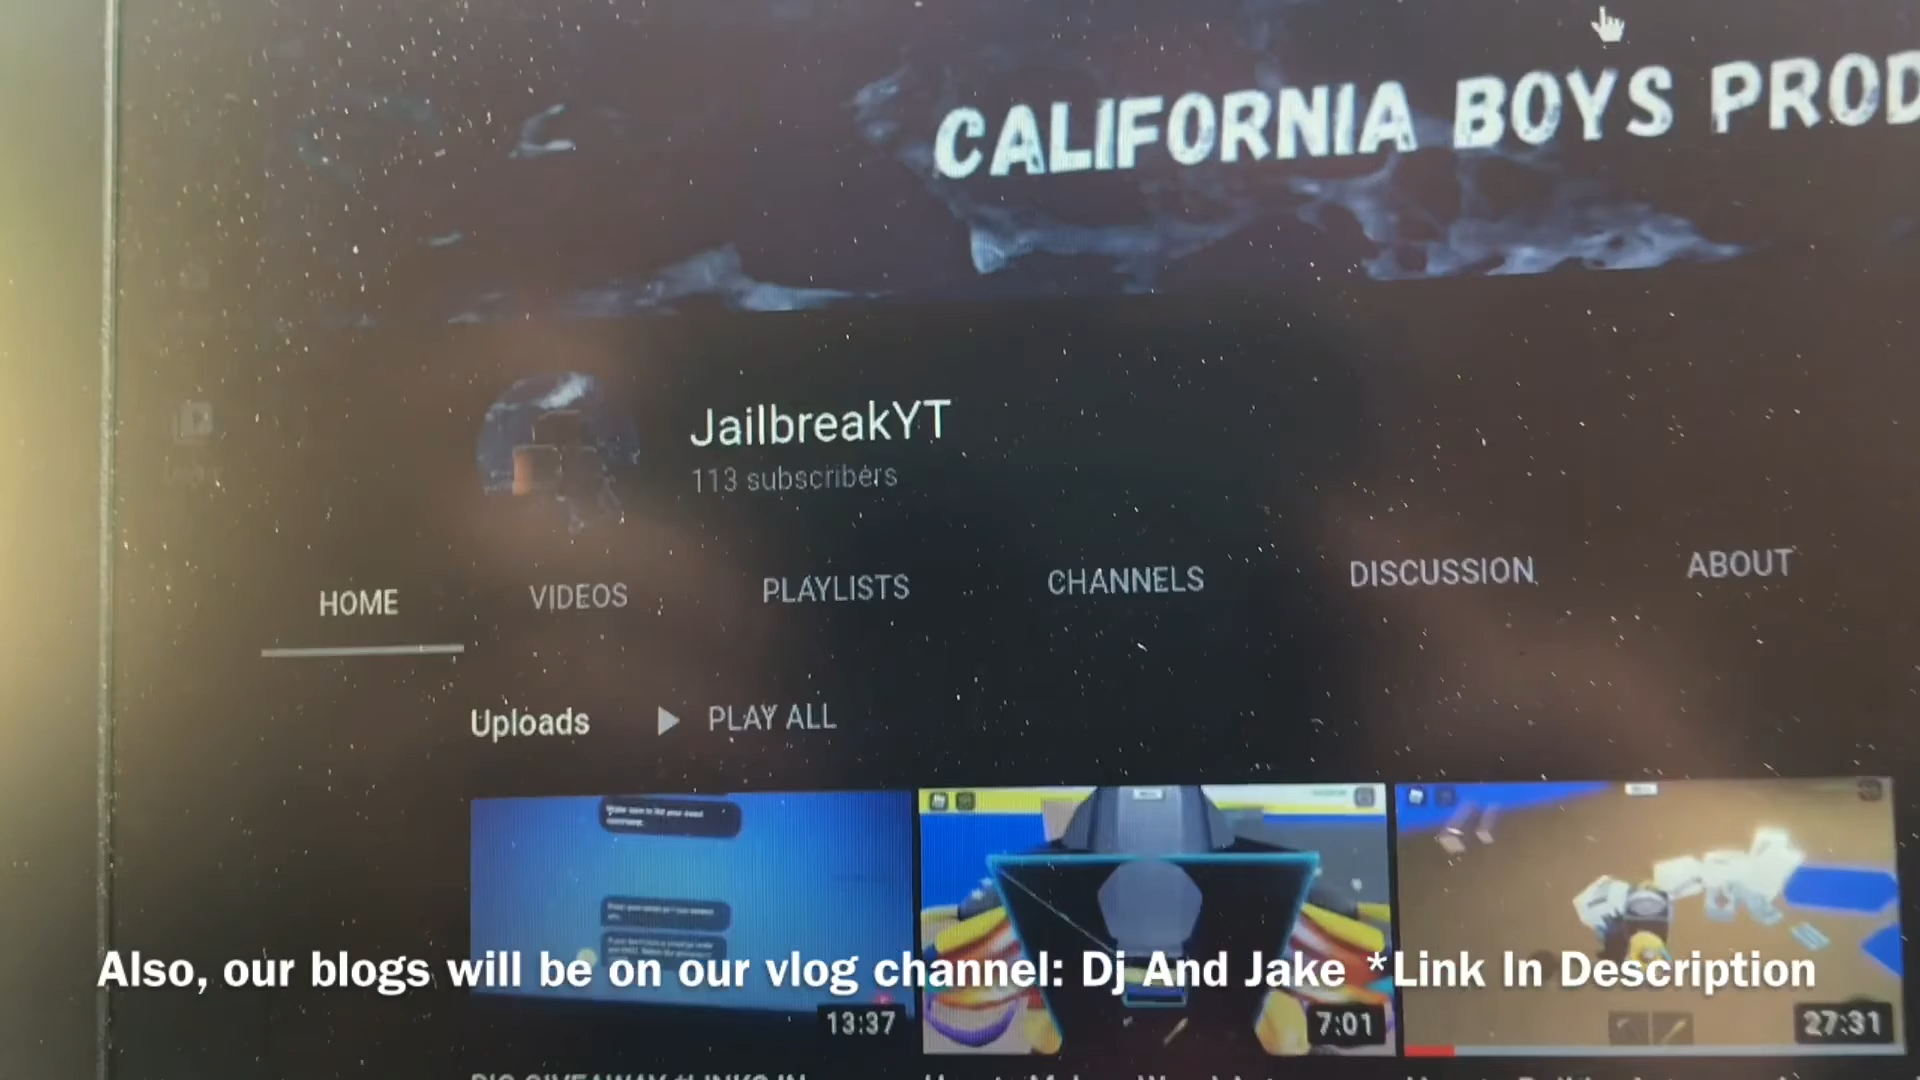 CALIFORNIA BOYS PROD
JailbreakYT
113 subscribers
HOME VIDEOS PLAYLISTS CHANNELS DISCUSSION ABOUT
Uploads PLAY ALL
Also, our blogs will be on our vlog channel: Dj And Jake *Link In Description
13:37 7:01 27:31